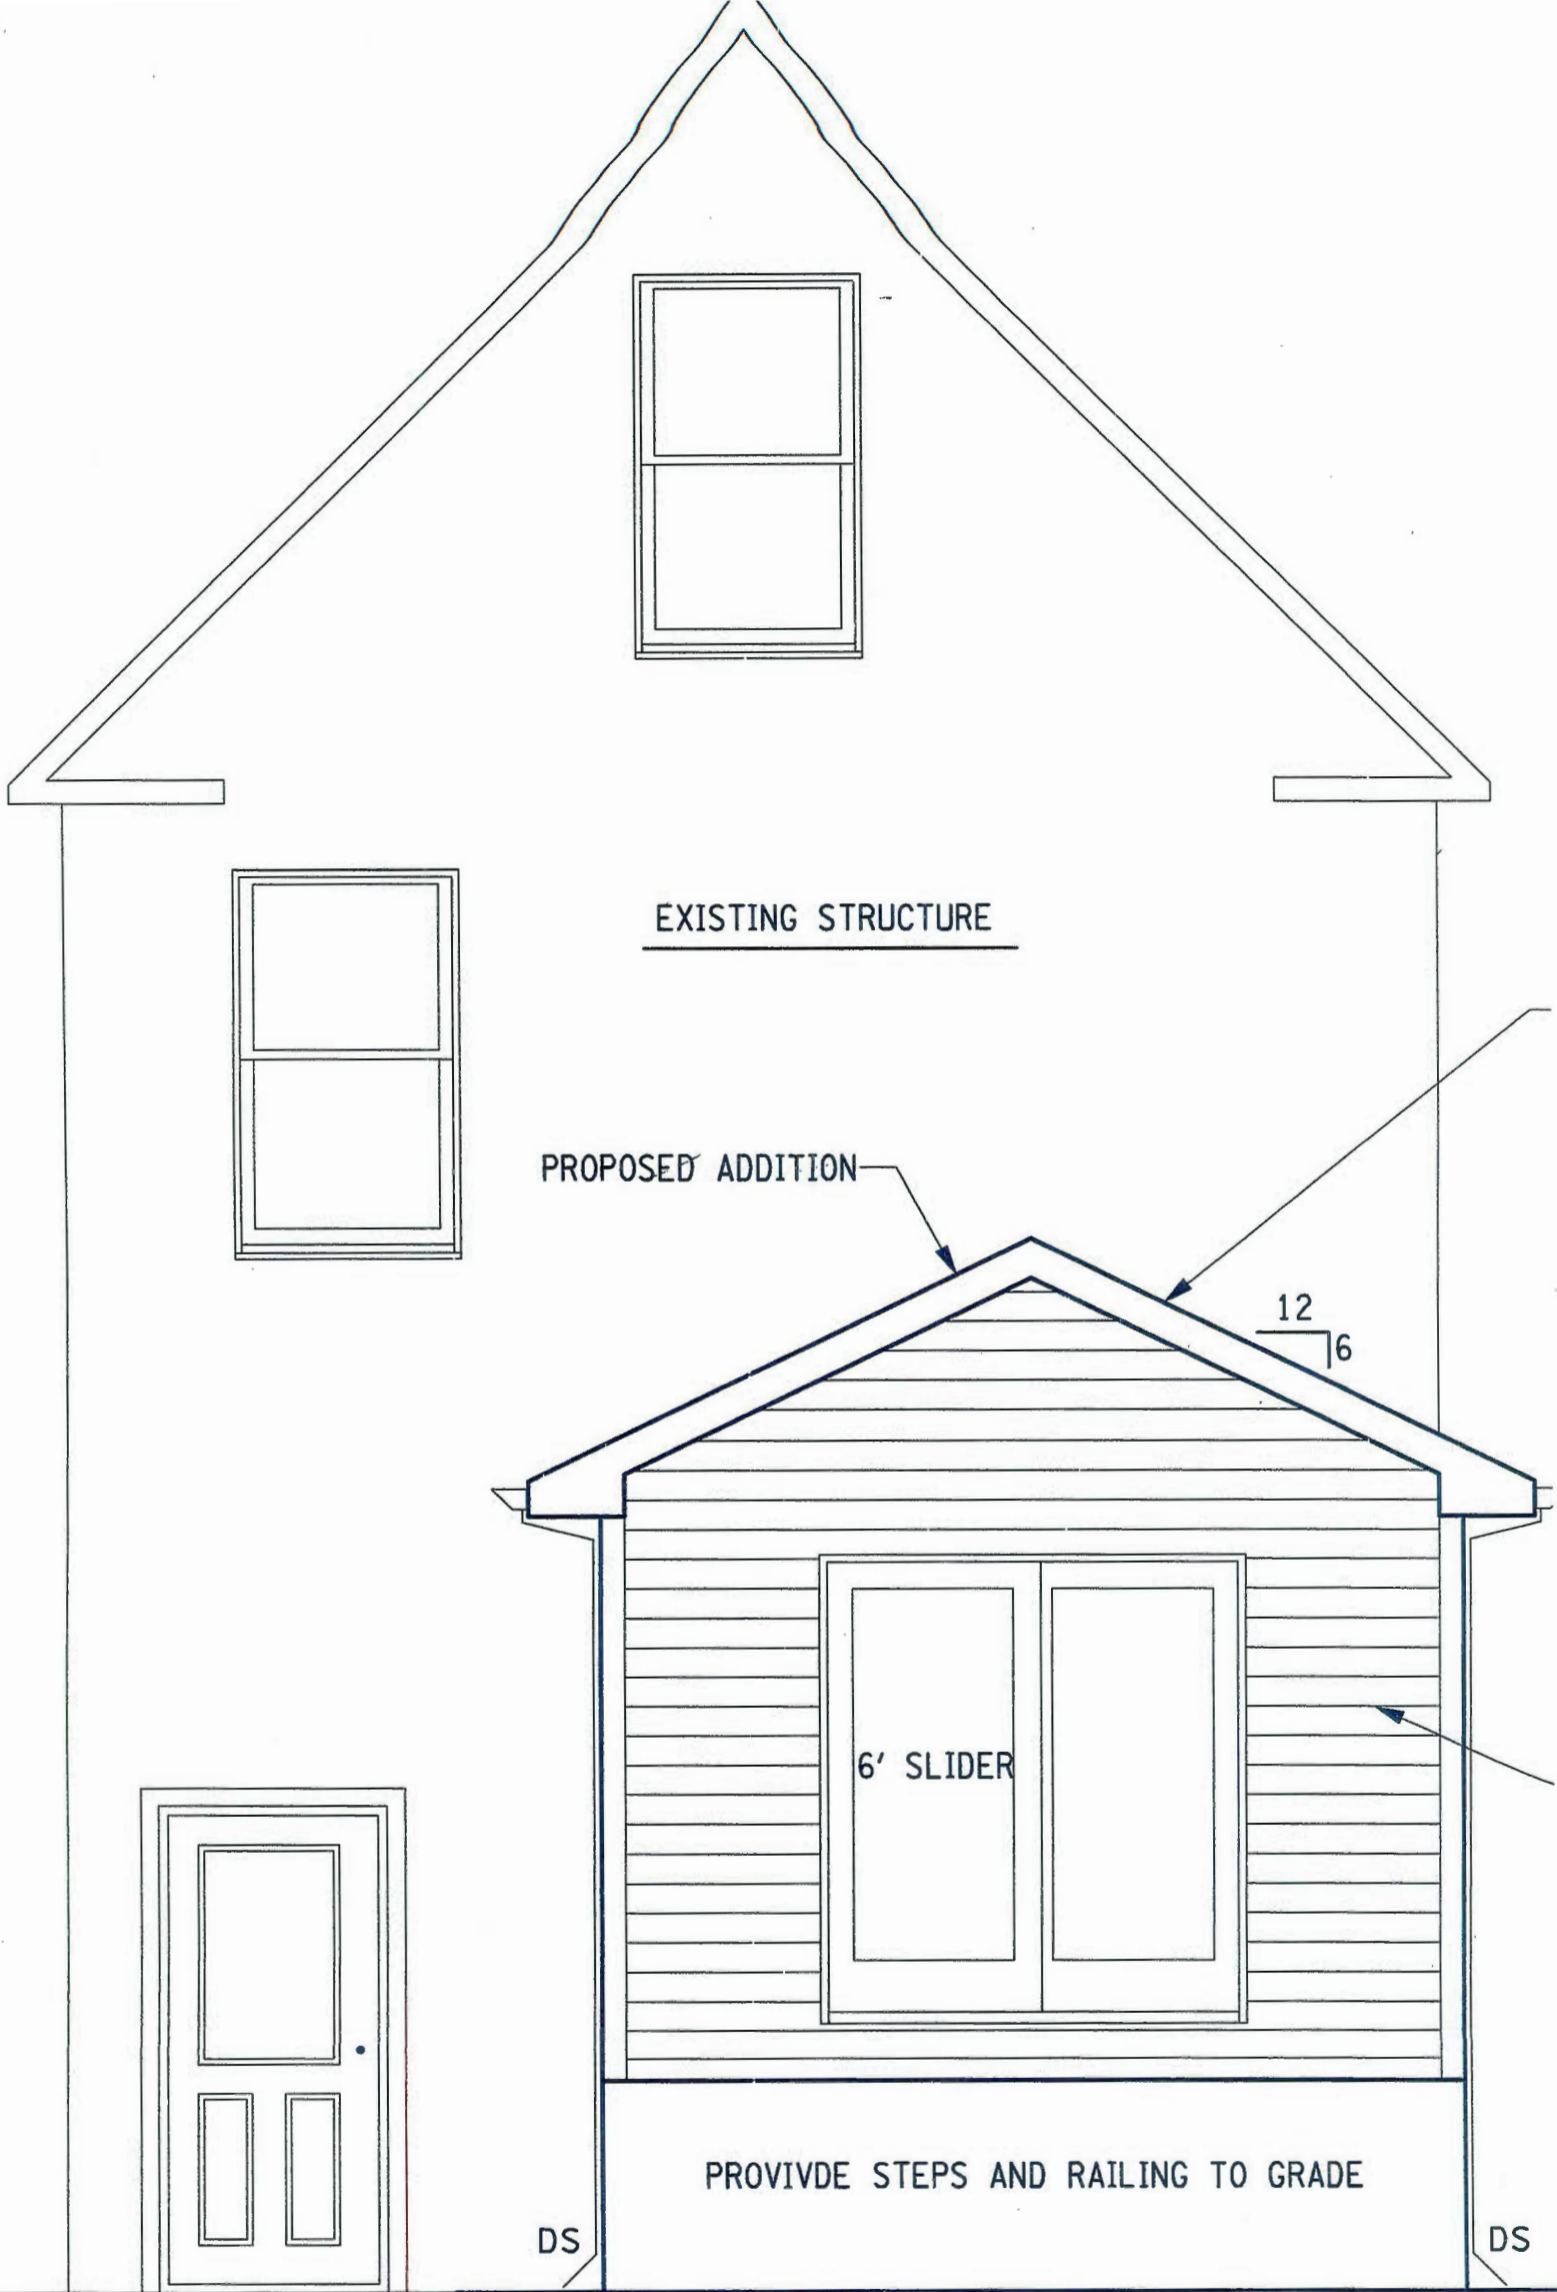 EXISTING STRUCTURE
PROPOSED ADDITION
12
6
6' SLIDER
PROVIVDE STEPS AND RAILING TO GRADE
DS
DS